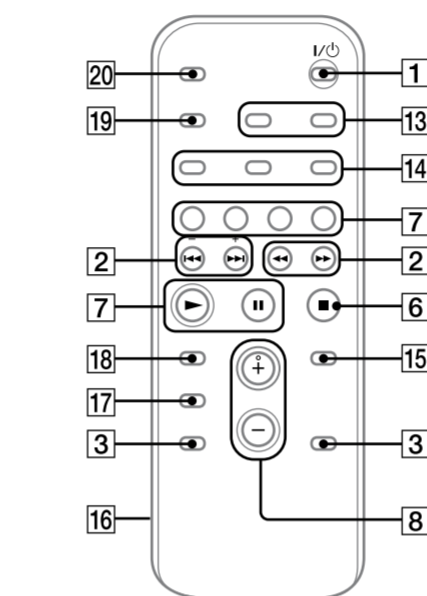 I/⏻
20 1
19 13
14
7
− +
2 ⏮ ⏭ ◀◀ ▶▶ 2
7 ▶ ⏸ ■ 6
18 + 15
17
3 − 3
16 8